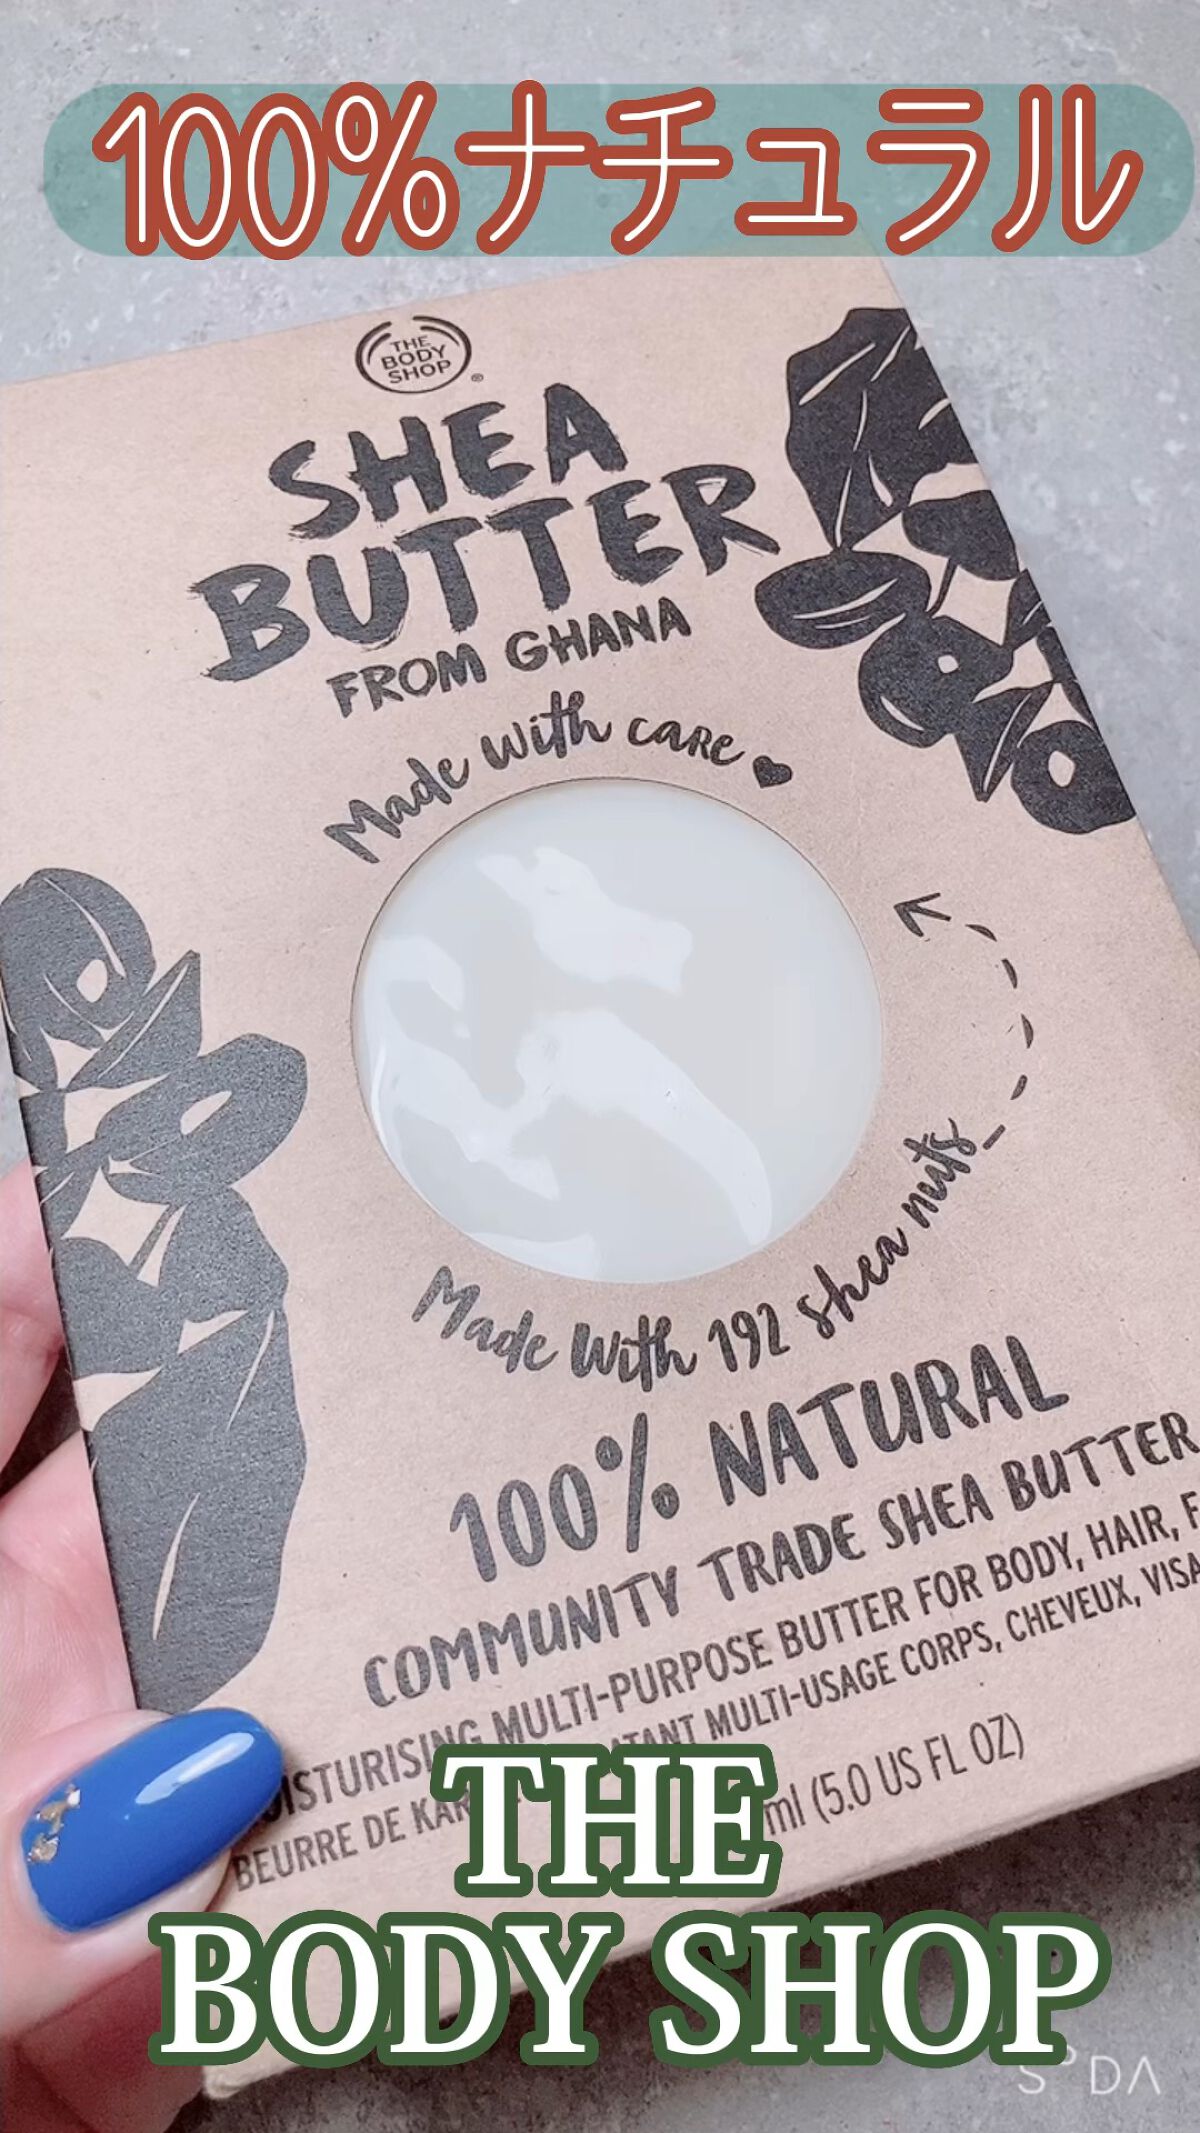 100%ナチュラル
THE
BODY
SHOP
®
SHEA
BUTTER
FROM GHANA
Made with care
Made with 192 shea nuts
100% NATURAL
COMMUNITY TRADE SHEA BUTTER
MULTI-PURPOSE BUTTER FOR BODY, HAIR,
BEURRE DE MULTI-USAGE CORPS, CHEVEUX,
ml (5.0 US FL OZ)
THE
BODY SHOP